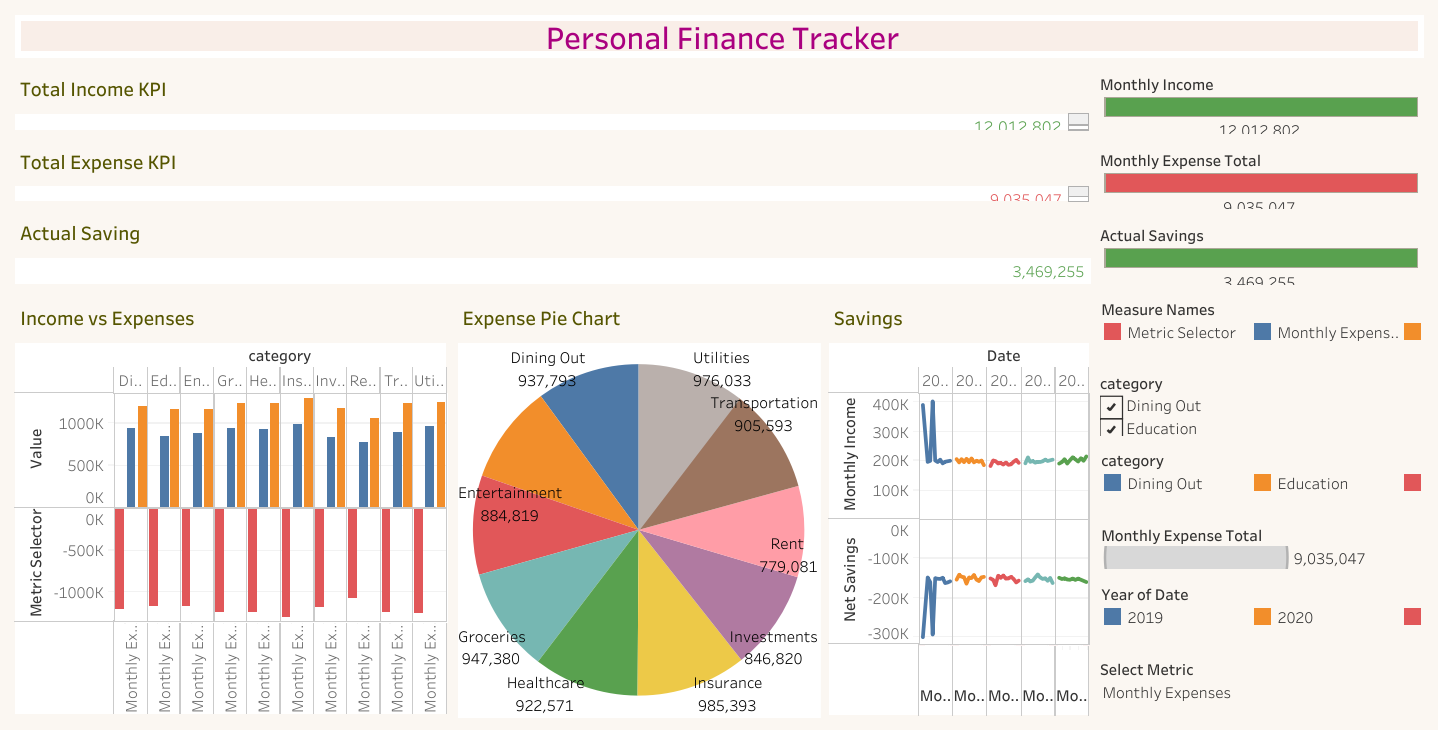 Personal Finance Tracker
Total Income KPI
12,012,802
Total Expense KPI
9,035,047
Actual Saving
3,469,255
Monthly Income
12,012,802
Monthly Expense Total
9,035,047
Actual Savings
3,469,255
Income vs Expenses
category
Di.. Ed.. En.. Gr.. He.. Ins.. Inv.. Re.. Tr.. Uti..
Value
1000K
500K
0K
Metric Selector
0K
-500K
-1000K
Monthly Ex.. Monthly Ex.. Monthly Ex.. Monthly Ex.. Monthly Ex.. Monthly Ex.. Monthly Ex.. Monthly Ex.. Monthly Ex.. Monthly Ex..
Expense Pie Chart
Dining Out
937,793
Utilities
976,033
Transportation
905,593
Entertainment
884,819
Rent
779,081
Groceries
947,380
Investments
846,820
Healthcare
922,571
Insurance
985,393
Savings
Date
20.. 20.. 20.. 20.. 20..
Monthly Income
400K
300K
200K
100K
Net Savings
0K
-100K
-200K
-300K
Mo.. Mo.. Mo.. Mo.. Mo..
Measure Names
Metric Selector Monthly Expens..
category
Dining Out
Education
category
Dining Out Education
Monthly Expense Total
9,035,047
Year of Date
2019 2020
Select Metric
Monthly Expenses